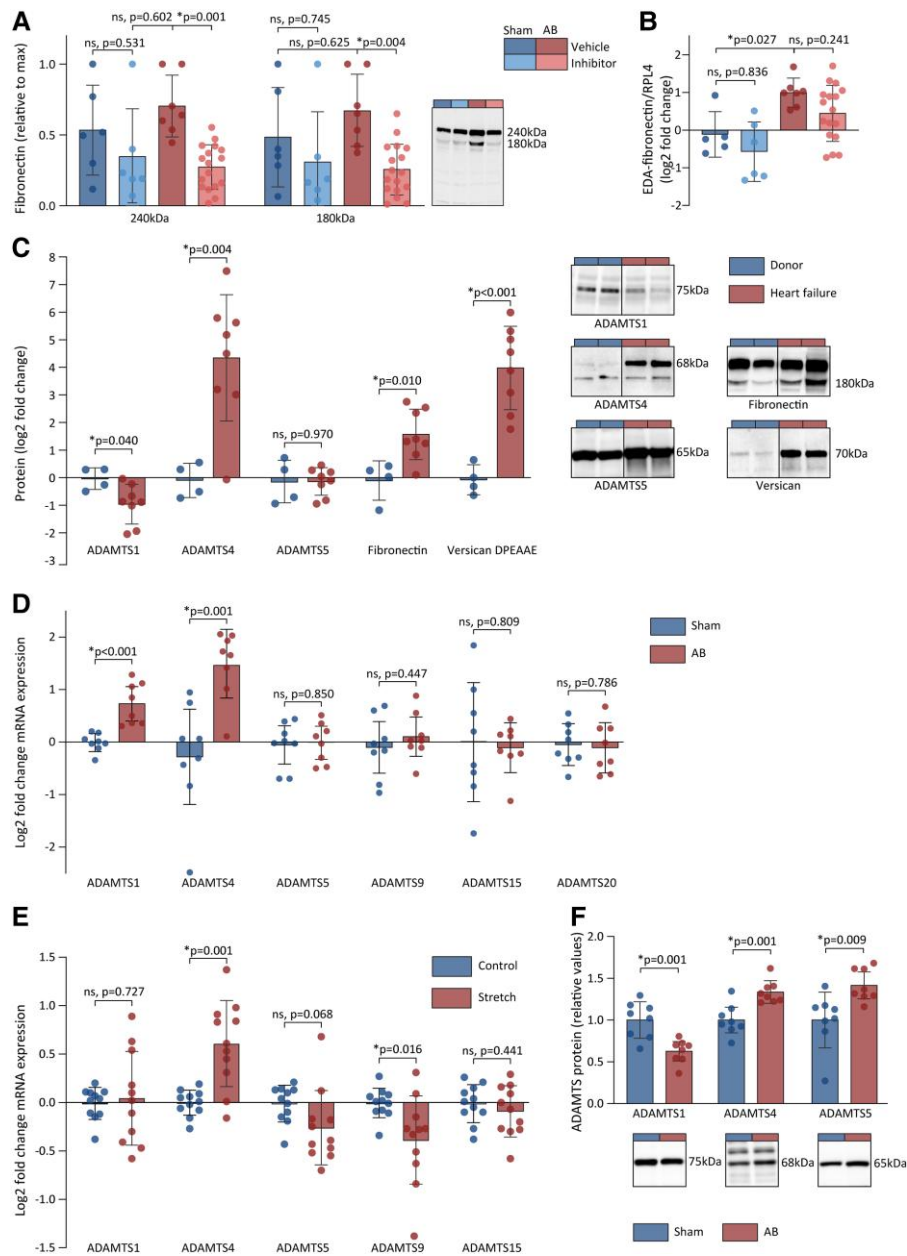 A
ns, p=0.602 *p=0.001
ns, p=0.531
ns, p=0.745
ns, p=0.625 *p=0.004
Fibronectin (relative to max)
1.0
0.5
0.0
240kDa 180kDa
Sham AB
Vehicle
Inhibitor
240kDa
180kDa
B
*p=0.027 ns, p=0.241
ns, p=0.836
EDA-fibronectin/RPL4
(log2 fold change)
2
1
0
-1
-2
C
Protein (log2 fold change)
8
7
6
5
4
3
2
1
0
-1
-2
-3
*p=0.040
*p=0.004
ns, p=0.970
*p=0.010
*p<0.001
ADAMTS1 ADAMTS4 ADAMTS5 Fibronectin Versican DPEAAE
75kDa
ADAMTS1
68kDa
ADAMTS4
65kDa
ADAMTS5
Donor
Heart failure
180kDa
Fibronectin
70kDa
Versican
D
Log2 fold change mRNA expression
2
1
0
-1
-2
*p<0.001
*p=0.001
ns, p=0.850
ns, p=0.447
ns, p=0.809
ns, p=0.786
ADAMTS1 ADAMTS4 ADAMTS5 ADAMTS9 ADAMTS15 ADAMTS20
Sham
AB
E
Log2 fold change mRNA expression
1.5
1.0
0.5
0.0
-0.5
-1.0
-1.5
ns, p=0.727
*p=0.001
ns, p=0.068
*p=0.016
ns, p=0.441
ADAMTS1 ADAMTS4 ADAMTS5 ADAMTS9 ADAMTS15
Control
Stretch
F
ADAMTS protein (relative values)
2.0
1.5
1.0
0.5
0.0
*p=0.001
*p=0.001
*p=0.009
ADAMTS1 ADAMTS4 ADAMTS5
75kDa 68kDa 65kDa
Sham AB